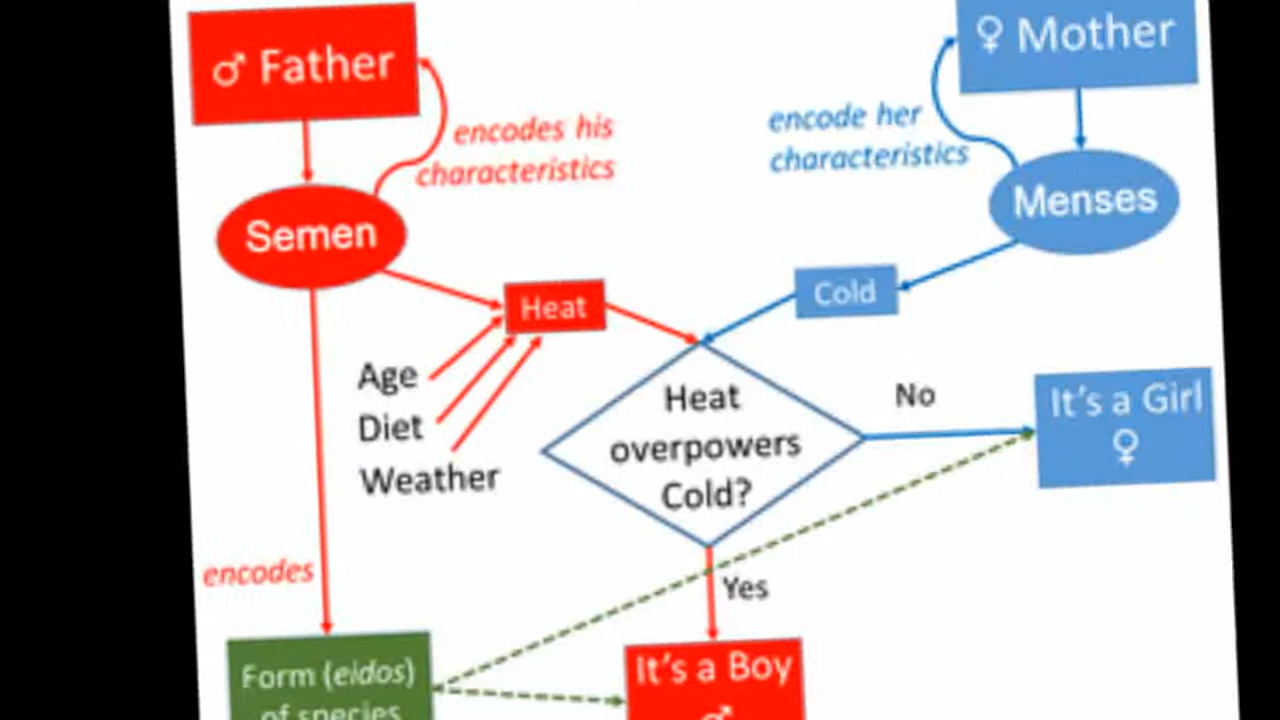 ♂ Father
♀ Mother
encodes his
characteristics
encode her
characteristics
Semen
Menses
Heat
Cold
Age
Diet
Weather
Heat
overpowers
Cold?
No
It's a Girl
♀
encodes
Yes
Form (eidos)
of species
It's a Boy
♂